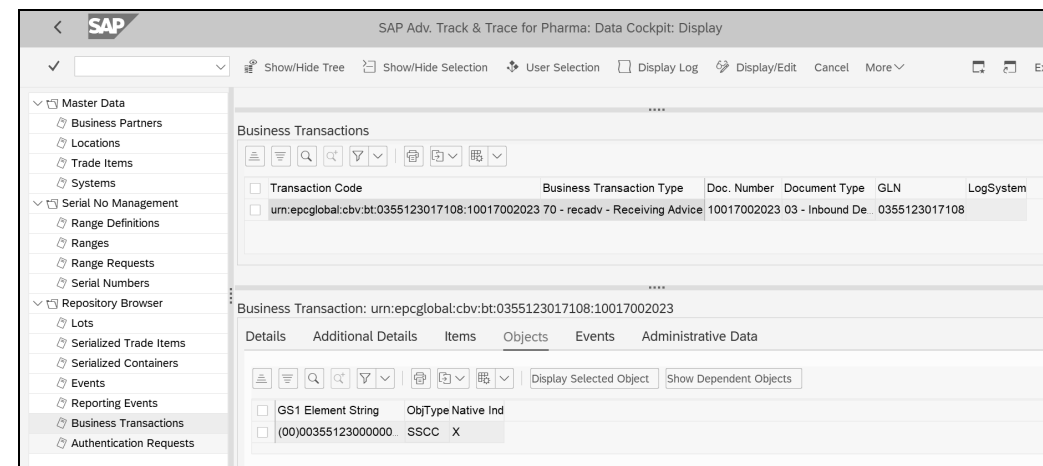 SAP SAP Adv. Track & Trace for Pharma: Data Cockpit: Display
Show/Hide Tree Show/Hide Selection User Selection Display Log Display/Edit Cancel More
Master Data
Business Partners
Locations
Trade Items
Systems
Serial No Management
Range Definitions
Ranges
Range Requests
Serial Numbers
Repository Browser
Lots
Serialized Trade Items
Serialized Containers
Events
Reporting Events
Business Transactions
Authentication Requests
Business Transactions
Transaction Code Business Transaction Type Doc. Number Document Type GLN LogSystem
urn:epcglobal:cbv:bt:0355123017108:10017002023 70 - recadv - Receiving Advice 10017002023 03 - Inbound De... 0355123017108
Business Transaction: urn:epcglobal:cbv:bt:0355123017108:10017002023
Details Additional Details Items Objects Events Administrative Data
Display Selected Object Show Dependent Objects
GS1 Element String ObjType Native Ind
(00)00355123000000... SSCC X